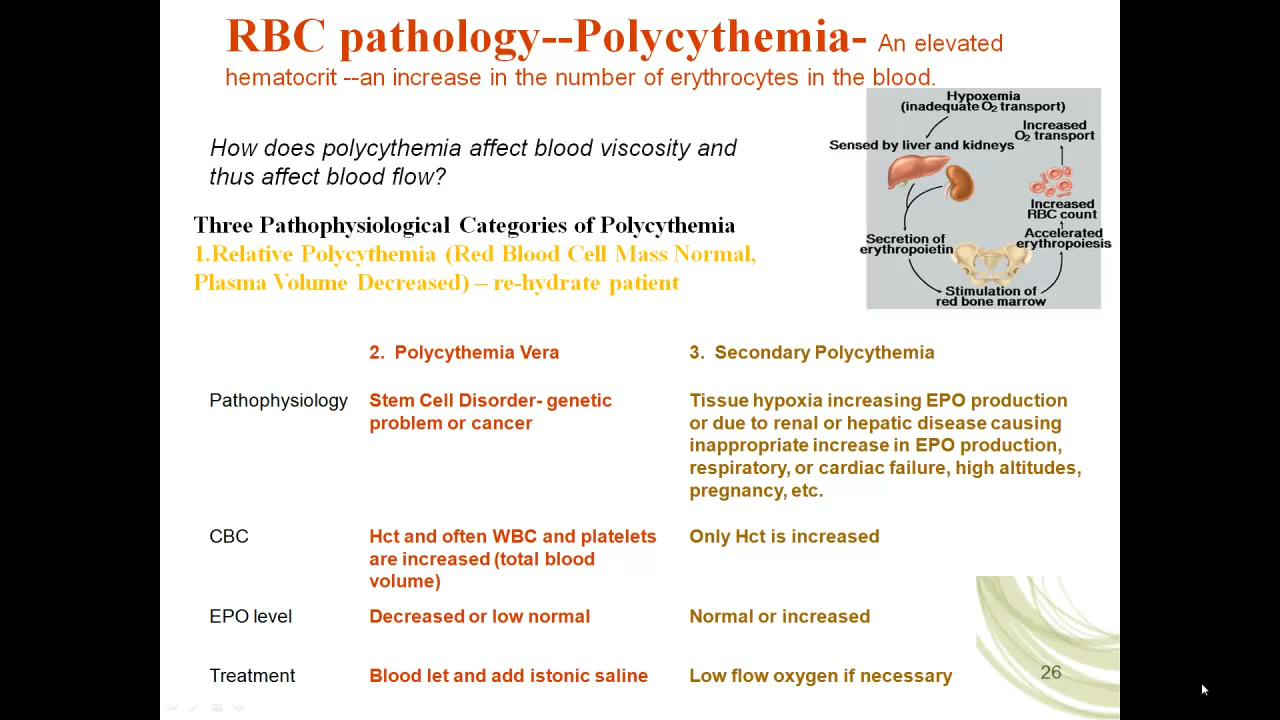 RBC pathology--Polycythemia- An elevated
hematocrit --an increase in the number of erythrocytes in the blood.
How does polycythemia affect blood viscosity and
thus affect blood flow?
Three Pathophysiological Categories of Polycythemia
1.Relative Polycythemia (Red Blood Cell Mass Normal,
Plasma Volume Decreased) – re-hydrate patient
Hypoxemia
(inadequate O2 transport)
Increased
O2 transport
Sensed by liver and kidneys
Increased
RBC count
Secretion of
erythropoietin
Accelerated
erythropoiesis
Stimulation of
red bone marrow
2. Polycythemia Vera
3. Secondary Polycythemia
Pathophysiology
Stem Cell Disorder- genetic
problem or cancer
Tissue hypoxia increasing EPO production
or due to renal or hepatic disease causing
inappropriate increase in EPO production,
respiratory, or cardiac failure, high altitudes,
pregnancy, etc.
CBC
Hct and often WBC and platelets
are increased (total blood
volume)
Only Hct is increased
EPO level
Decreased or low normal
Normal or increased
Treatment
Blood let and add istonic saline
Low flow oxygen if necessary
26